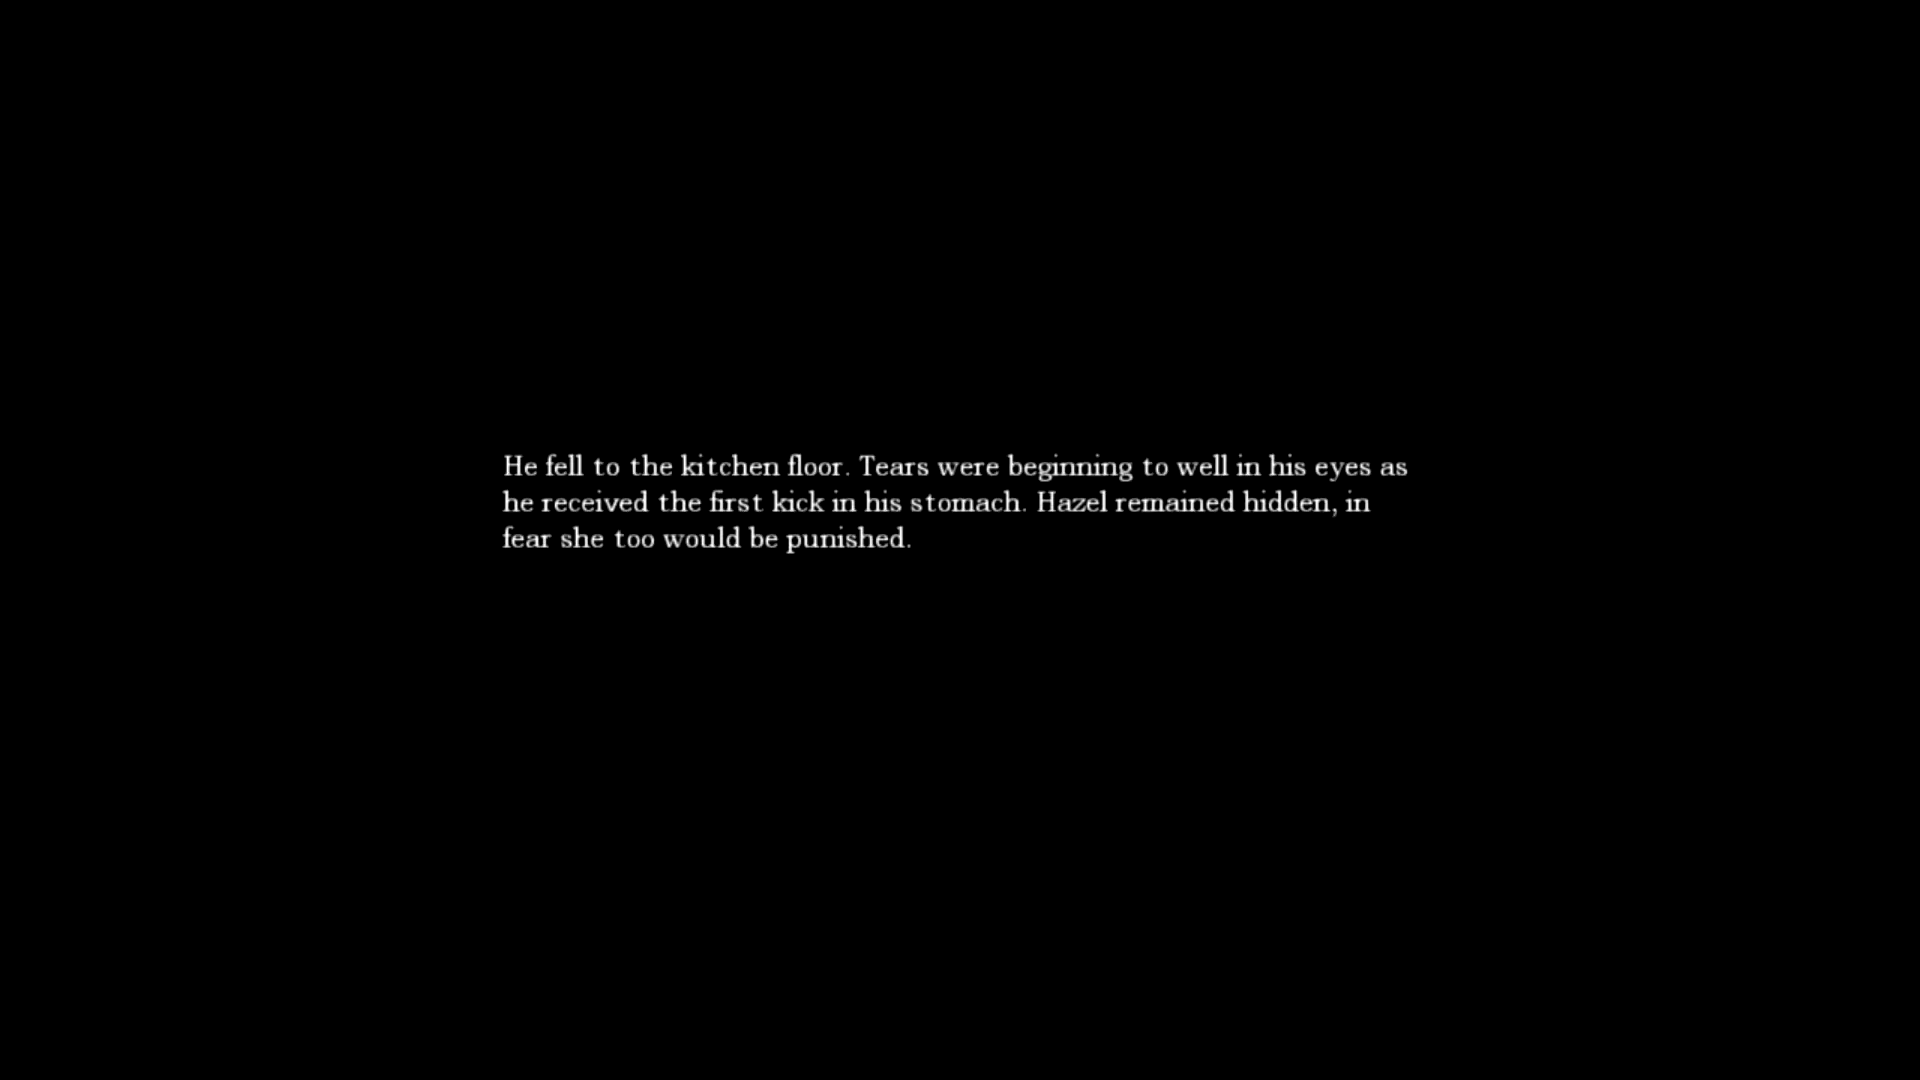 He fell to the kitchen floor. Tears were beginning to well in his eyes as
he received the first kick in his stomach. Hazel remained hidden, in
fear she too would be punished.